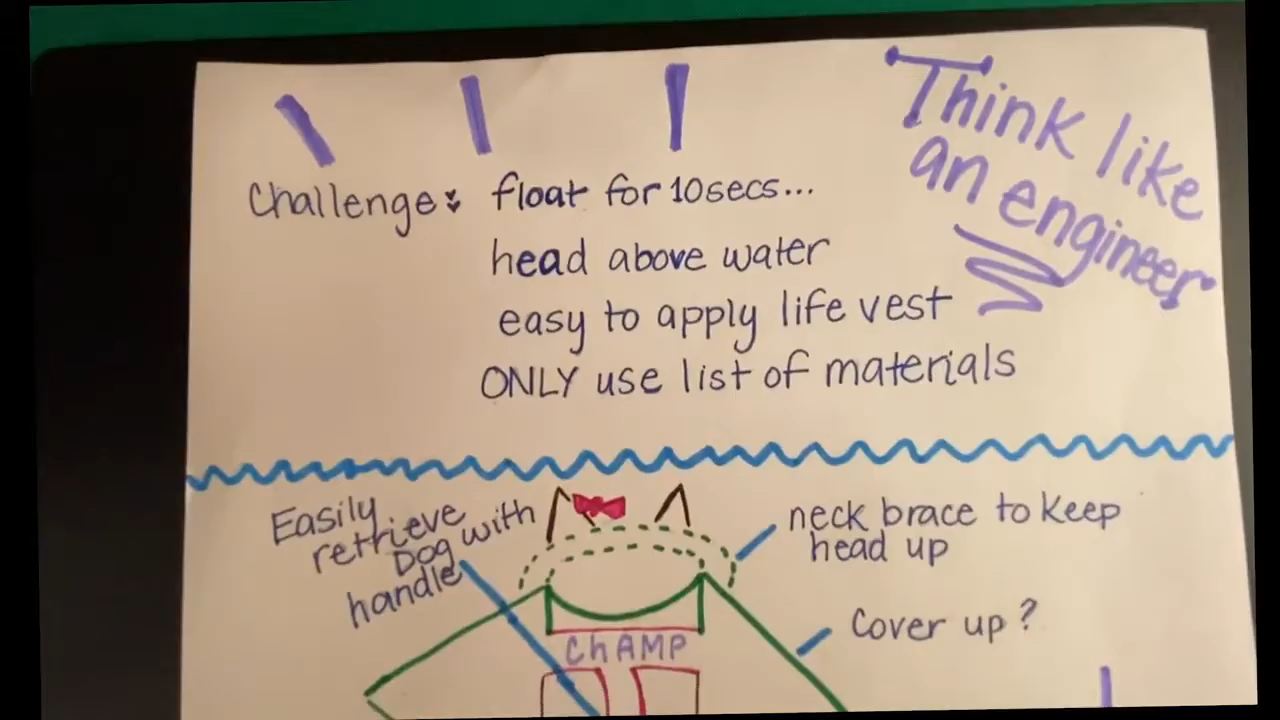 Think like
an engineer
Challenge: float for 10secs...
head above water
easy to apply life vest
ONLY use list of materials
Easily
retrieve
Dog with
handle
neck brace to keep
head up
Cover up?
ChAMP